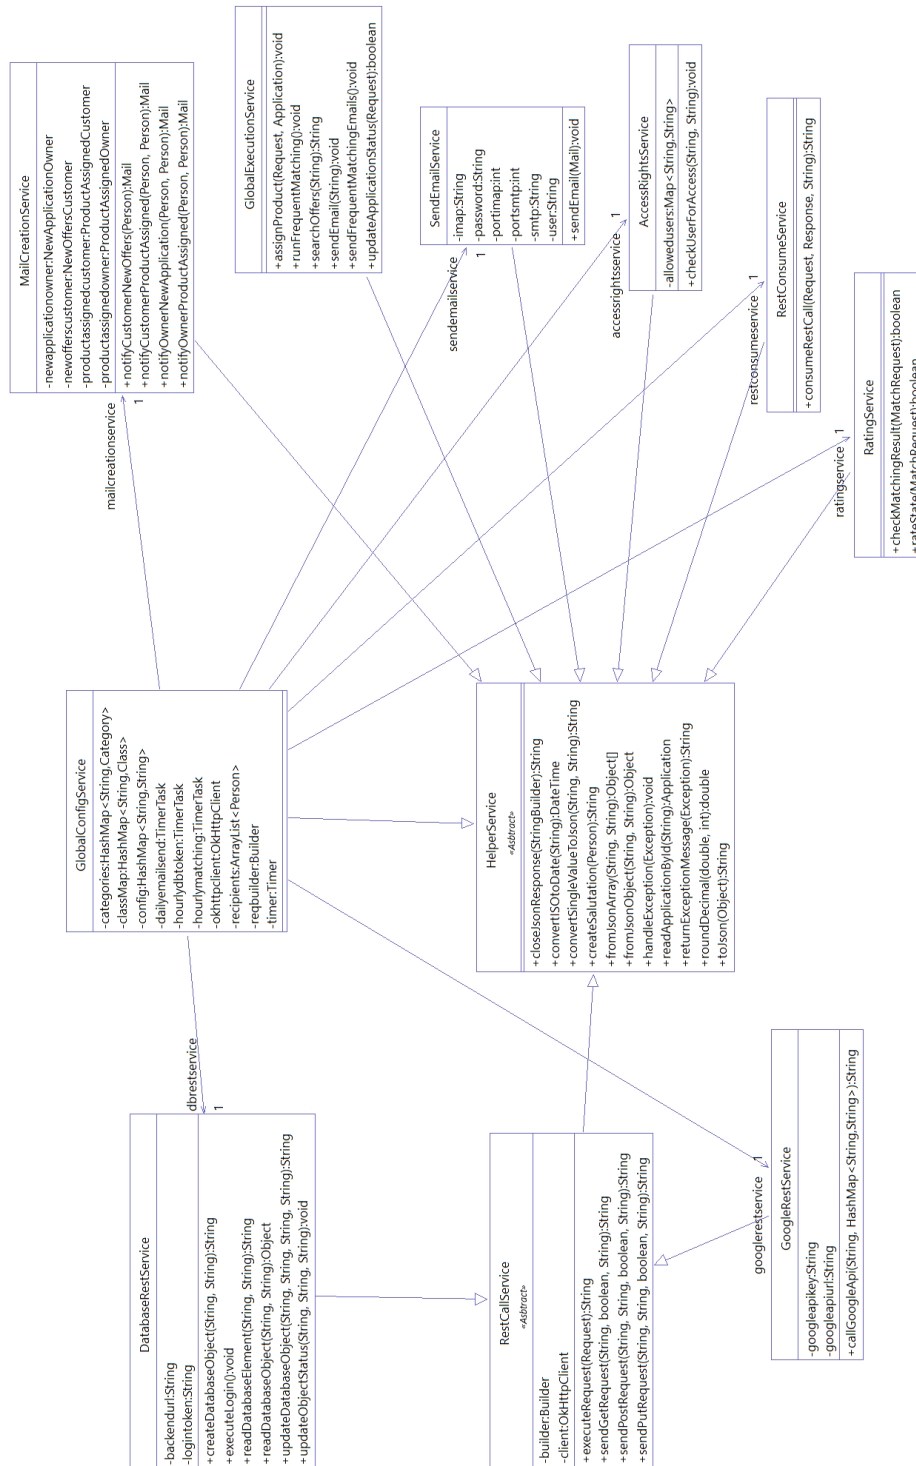 MailCreationService
-newapplicationowner:NewApplicationOwner
-newofferscustomer:NewOffersCustomer
-productassignedcustomer:ProductAssignedCustomer
-productassignedowner:ProductAssignedOwner
+notifyCustomerNewOffers(Person):Mail
+notifyCustomerProductAssigned(Person, Person):Mail
+notifyOwnerNewApplication(Person, Person):Mail
+notifyOwnerProductAssigned(Person, Person):Mail
GlobalExecutionService
+assignProduct(Request, Application):void
+runFrequentMatching():void
+searchOffers(String):String
+sendEmail(String):void
+sendFrequentMatchingEmails():void
+updateApplicationStatus(Request):boolean
SendEmailService
-imap:String
-password:String
-portimap:int
-portsmtp:int
-smtp:String
-user:String
+sendEmail(Mail):void
AccessRightsService
-allowedusers:Map<String,String>
+checkUserForAccess(String, String):void
RestConsumeService
+consumeRestCall(Request, Response, String):String
RatingService
+checkMatchingResult(MatchRequest):boolean
+rateState(MatchRequest):boolean
mailcreationservice
1
sendemailservice
1
accessrightsservice
1
restconsumeservice
1
ratingservice
1
GlobalConfigService
-categories:HashMap<String,Category>
-classMap:HashMap<String,Class>
-config:HashMap<String,String>
-dailyemailsend:TimerTask
-hourlydbtoken:TimerTask
-hourlymatching:TimerTask
-okhttpclient:OkHttpClient
-recipients:ArrayList<Person>
-reqbuilder:Builder
-timer:Timer
HelperService
«Asbtract»
+closeJsonResponse(StringBuilder):String
+convertISOtoDate(String):DateTime
+convertSingleValueToJson(String, String):String
+createSalutation(Person):String
+fromJsonArray(String, String):Object[]
+fromJsonObject(String, String):Object
+handleException(Exception):void
+readApplicationById(String):Application
+returnExceptionMessage(Exception):String
+roundDecimal(double, int):double
+toJson(Object):String
dbrestservice
1
googlerestservice
1
DatabaseRestService
-backendurl:String
-logintoken:String
+createDatabaseObject(String, String):String
+executeLogin():void
+readDatabaseElement(String, String):String
+readDatabaseObject(String, String):Object
+updateDatabaseObject(String, String, String, String):String
+updateObjectStatus(String, String, String):void
RestCallService
«Asbtract»
-builder:Builder
-client:OkHttpClient
+executeRequest(Request):String
+sendGetRequest(String, boolean, String):String
+sendPostRequest(String, String, boolean, String):String
+sendPutRequest(String, String, boolean, String):String
GoogleRestService
-googleapikey:String
-googleapiurl:String
+callGoogleApi(String, HashMap<String,String>):String